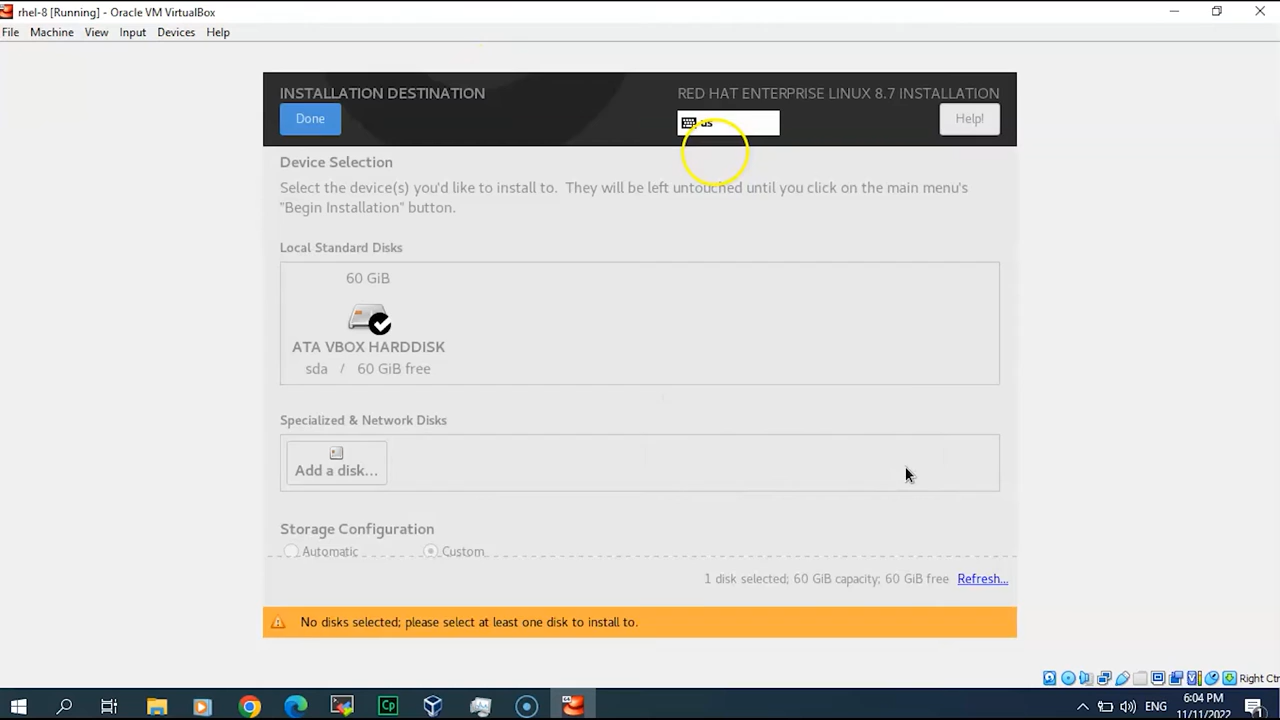 rhel-8 [Running] - Oracle VM VirtualBox
File Machine View Input Devices Help
INSTALLATION DESTINATION
RED HAT ENTERPRISE LINUX 8.7 INSTALLATION
Done
us
Help!
Device Selection
Select the device(s) you'd like to install to. They will be left untouched until you click on the main menu's
"Begin Installation" button.
Local Standard Disks
60 GiB
ATA VBOX HARDDISK
sda / 60 GiB free
Specialized & Network Disks
Add a disk...
Storage Configuration
Automatic Custom
1 disk selected; 60 GiB capacity; 60 GiB free Refresh...
No disks selected; please select at least one disk to install to.
Right Ctrl
Cp
ENG
6:04 PM
11/11/2022
1